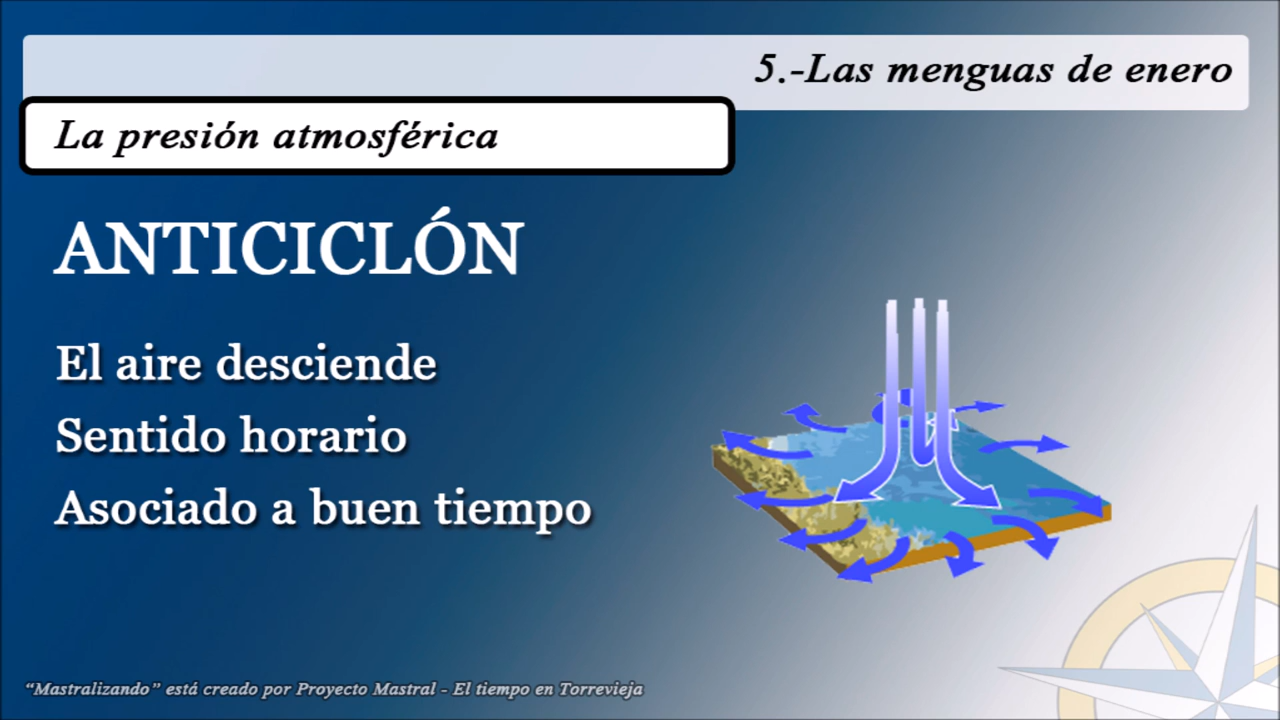 5.-Las menguas de enero
La presión atmosférica
ANTICICLÓN
El aire desciende
Sentido horario
Asociado a buen tiempo
“Mastralizando” está creado por Proyecto Mastral - El tiempo en Torrevieja